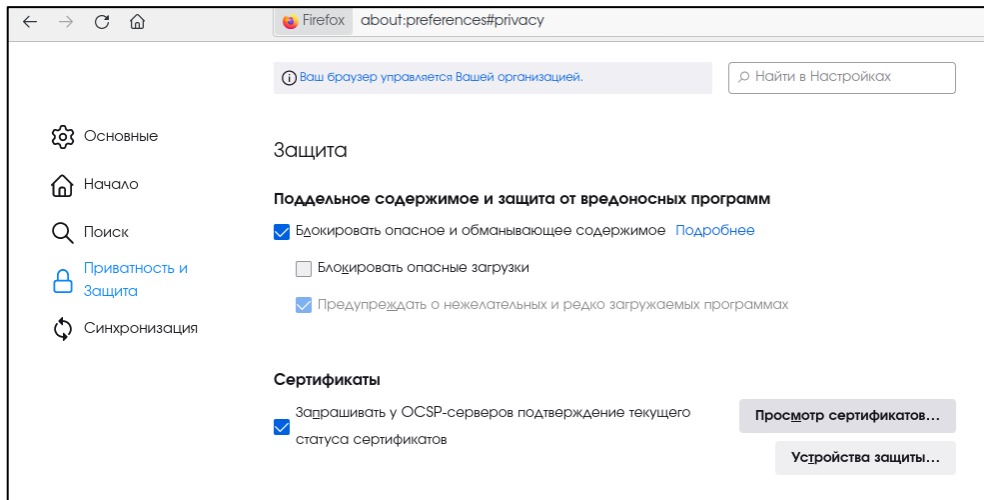 Firefox about:preferences#privacy
Ваш браузер управляется Вашей организацией.
Найти в Настройках
Основные
Начало
Поиск
Приватность и
Защита
Синхронизация
Защита
Поддельное содержимое и защита от вредоносных программ
Блокировать опасное и обманывающее содержимое Подробнее
Блокировать опасные загрузки
Предупреждать о нежелательных и редко загружаемых программах
Сертификаты
Запрашивать у OCSP-серверов подтверждение текущего
статуса сертификатов
Просмотр сертификатов...
Устройства защиты...